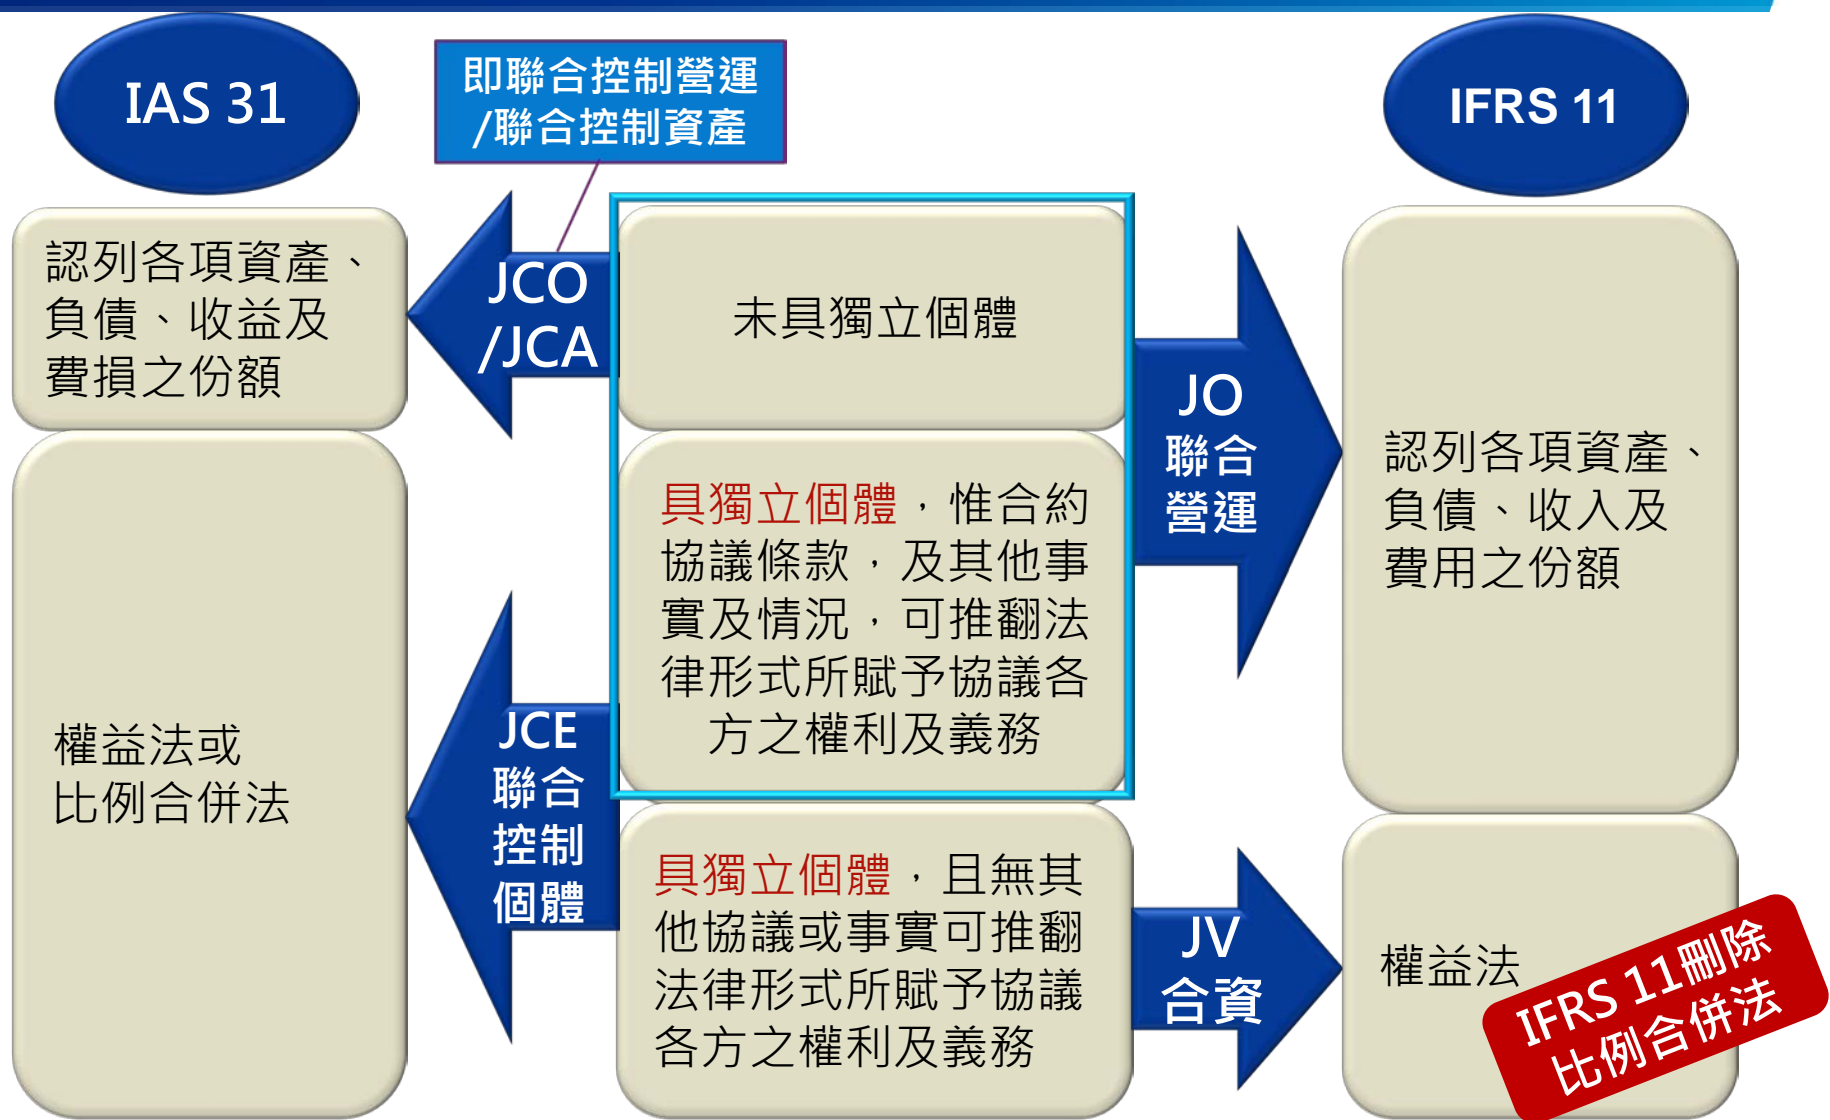 IAS 31
即聯合控制營運
/聯合控制資產
IFRS 11
認列各項資產、
負債、收益及
費損之份額
JCO
/JCA
未具獨立個體
JO
聯合
營運
認列各項資產、
負債、收入及
費用之份額
具獨立個體，惟合約
協議條款，及其他事
實及情況，可推翻法
律形式所賦予協議各
方之權利及義務
權益法或
比例合併法
JCE
聯合
控制
個體
具獨立個體，且無其
他協議或事實可推翻
法律形式所賦予協議
各方之權利及義務
JV
合資
權益法
IFRS 11刪除
比例合併法